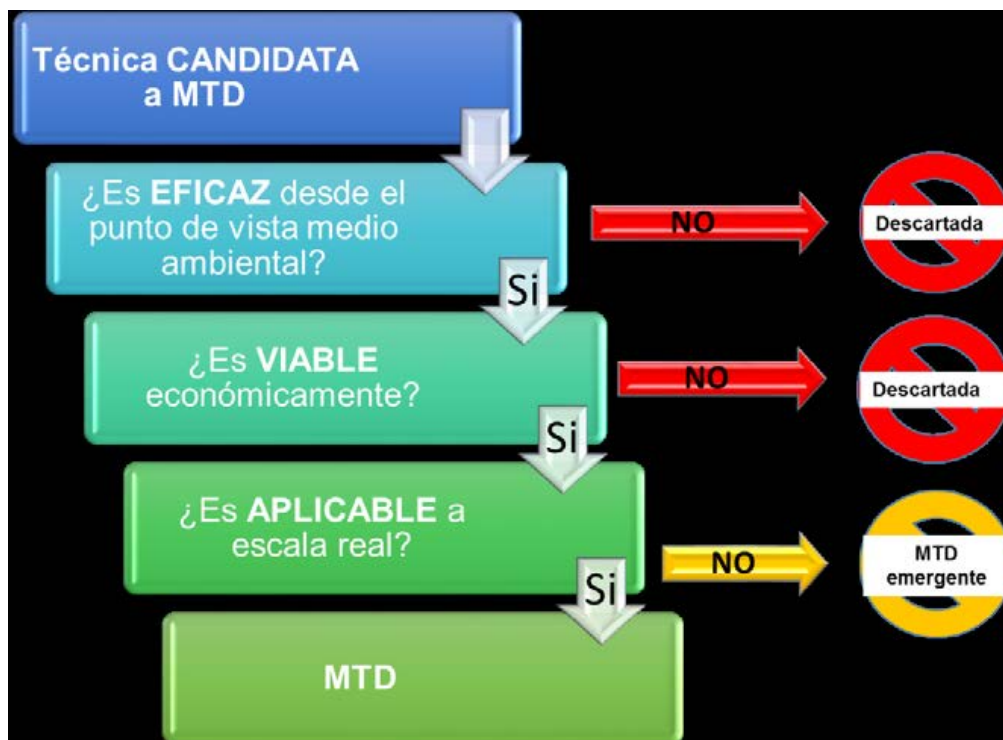 Técnica CANDIDATA
a MTD
¿Es EFICAZ desde el
punto de vista medio
ambiental?
NO
Descartada
Si
¿Es VIABLE
económicamente?
NO
Descartada
Si
¿Es APLICABLE a
escala real?
NO
MTD
emergente
Si
MTD